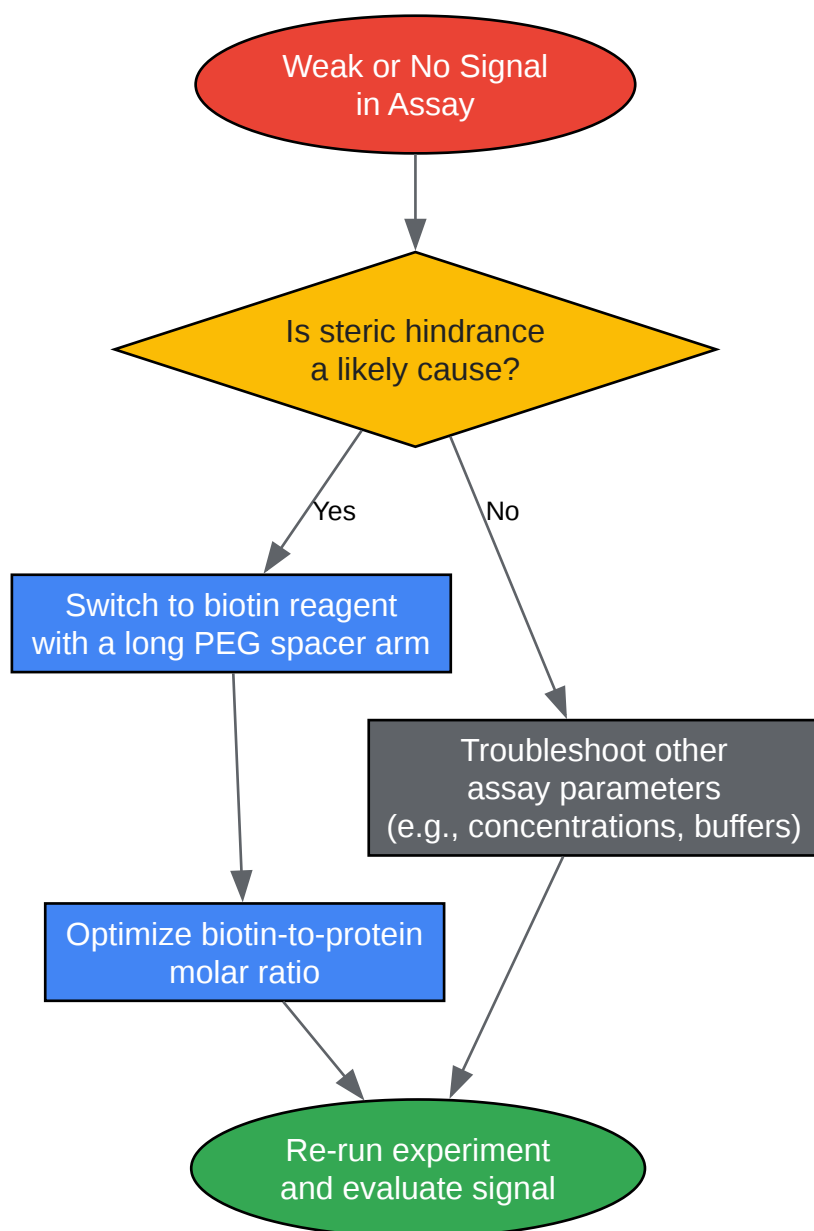 Weak or No Signal
in Assay
Is steric hindrance
a likely cause?
Yes
No
Switch to biotin reagent
with a long PEG spacer arm
Troubleshoot other
assay parameters
(e.g., concentrations, buffers)
Optimize biotin-to-protein
molar ratio
Re-run experiment
and evaluate signal